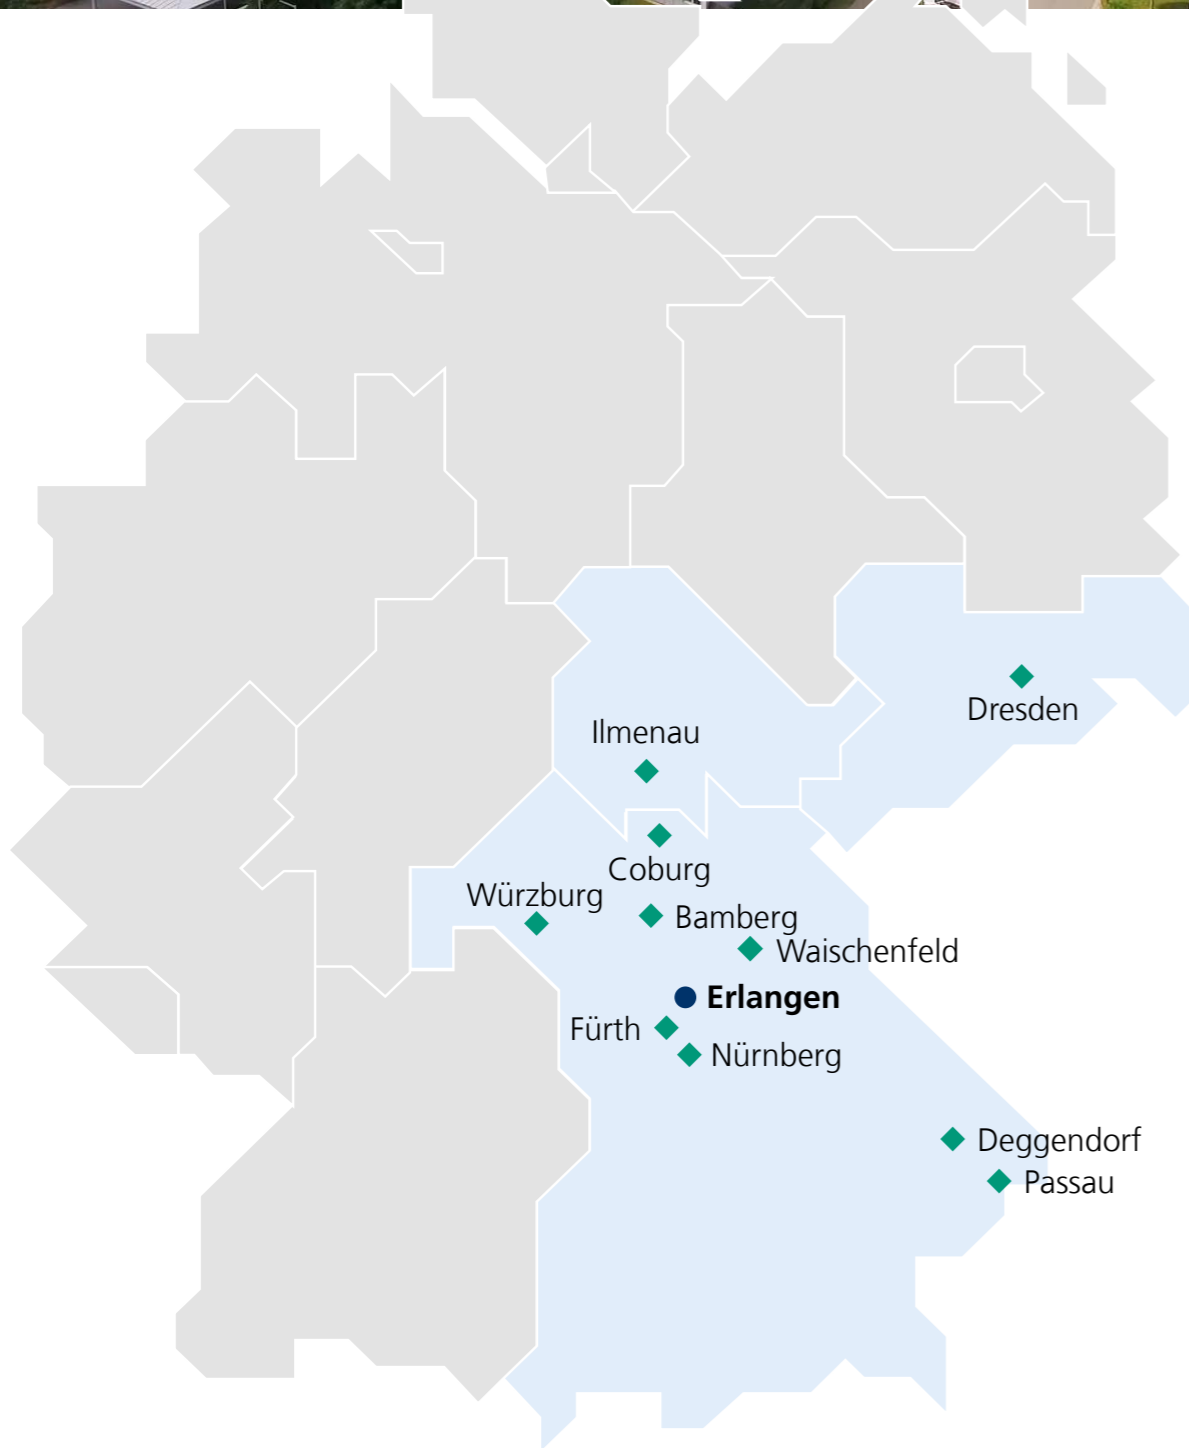 Dresden
Ilmenau
Coburg
Würzburg
Bamberg
Waischenfeld
Erlangen
Fürth
Nürnberg
Deggendorf
Passau